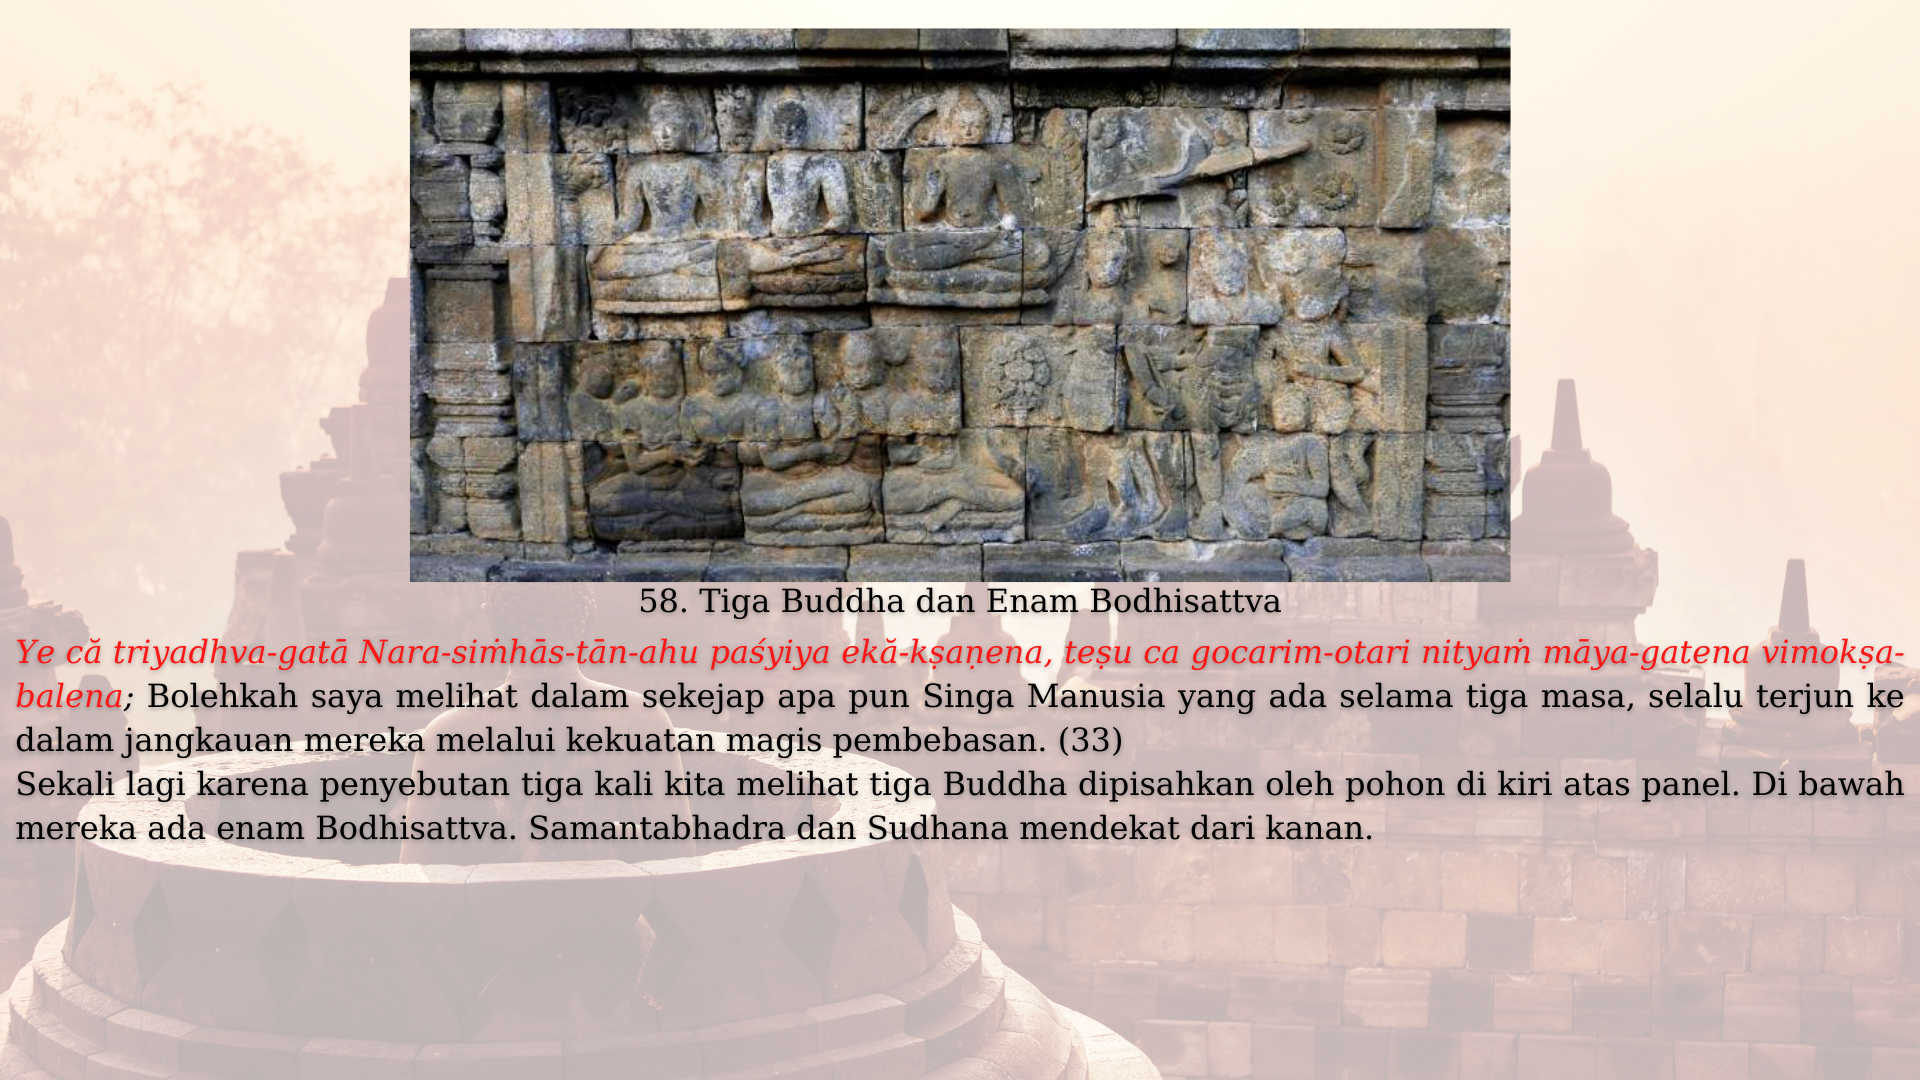 58. Tiga Buddha dan Enam Bodhisattva
Ye că triyadhva-gatā Nara-siṁhās-tān-ahu paśyiya ekă-kṣaṇena, teṣu ca gocarim-otari nityaṁ māya-gatena vimokṣa-
balena; Bolehkah saya melihat dalam sekejap apa pun Singa Manusia yang ada selama tiga masa, selalu terjun ke
dalam jangkauan mereka melalui kekuatan magis pembebasan. (33)
Sekali lagi karena penyebutan tiga kali kita melihat tiga Buddha dipisahkan oleh pohon di kiri atas panel. Di bawah
mereka ada enam Bodhisattva. Samantabhadra dan Sudhana mendekat dari kanan.